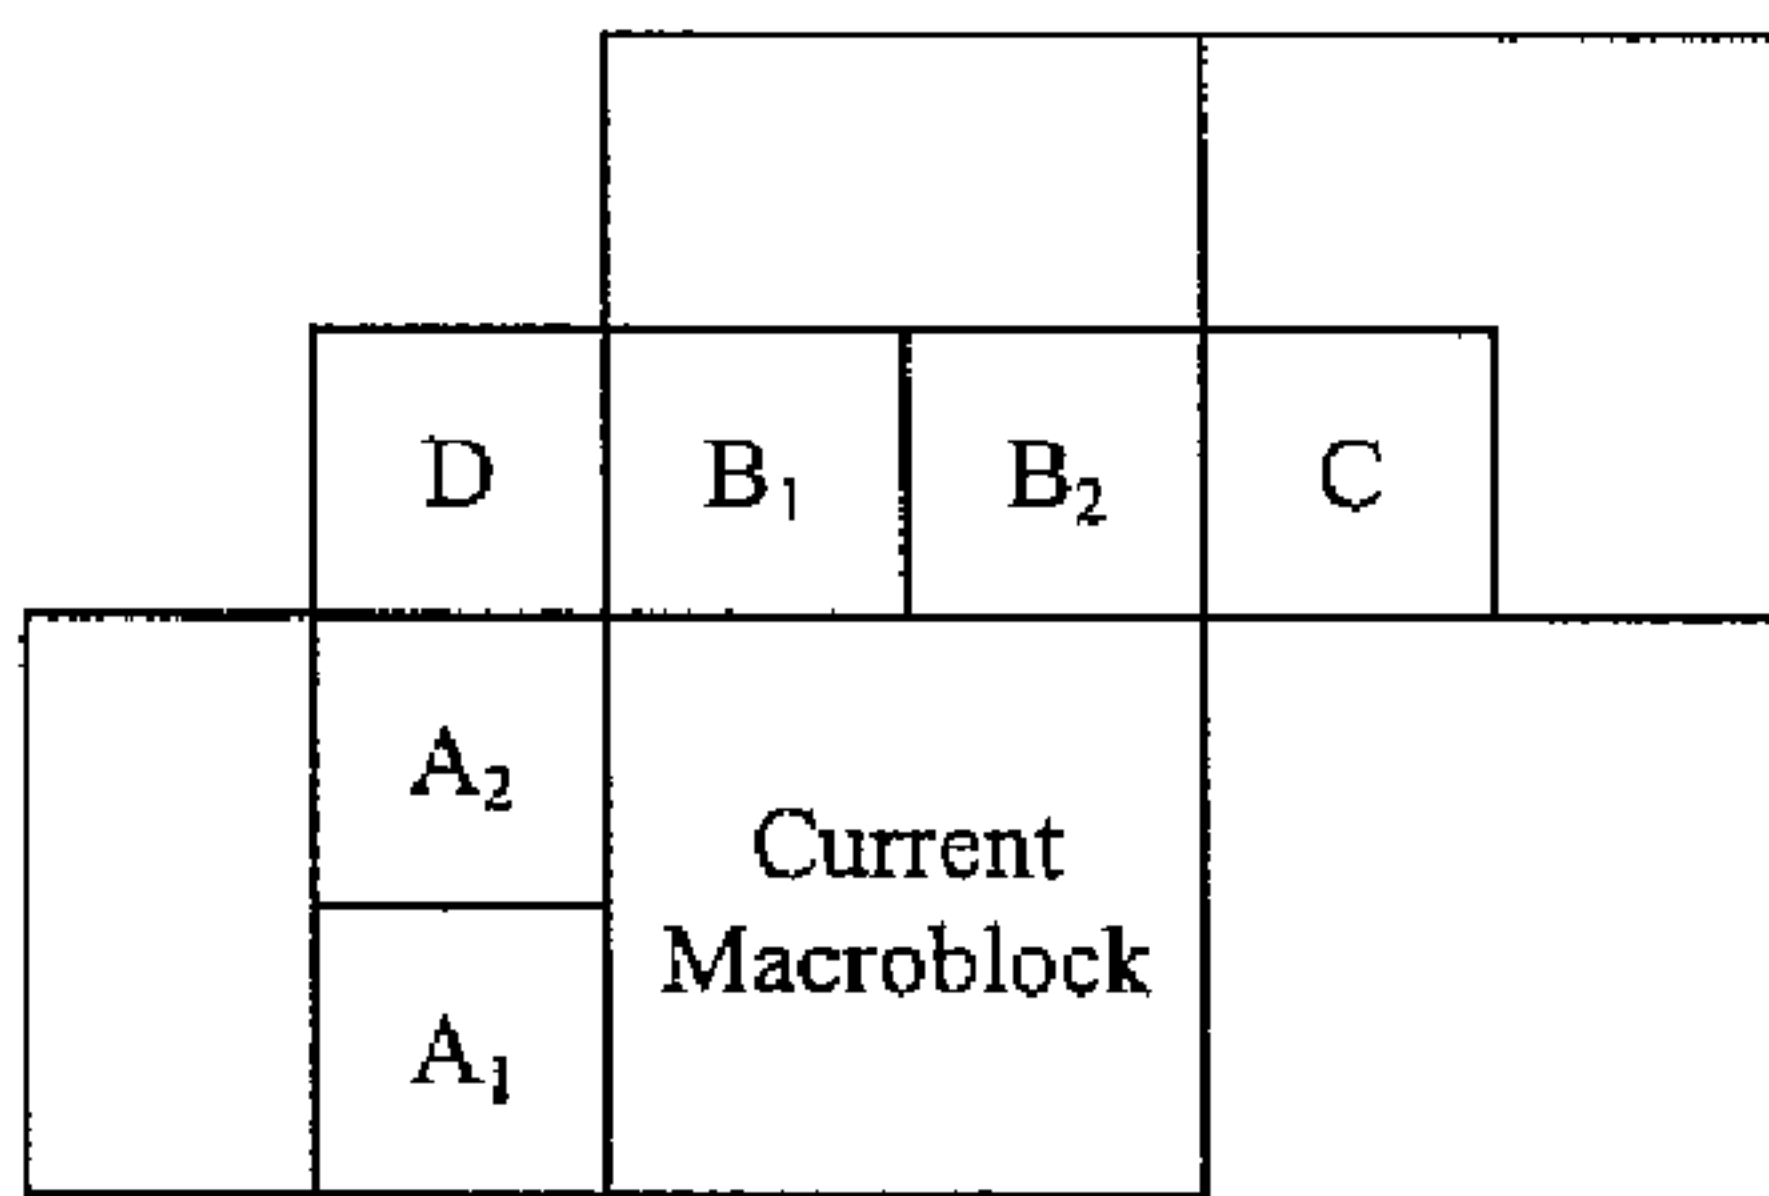 D B₁ B₂ C
A₂
Current
Macroblock
A₁